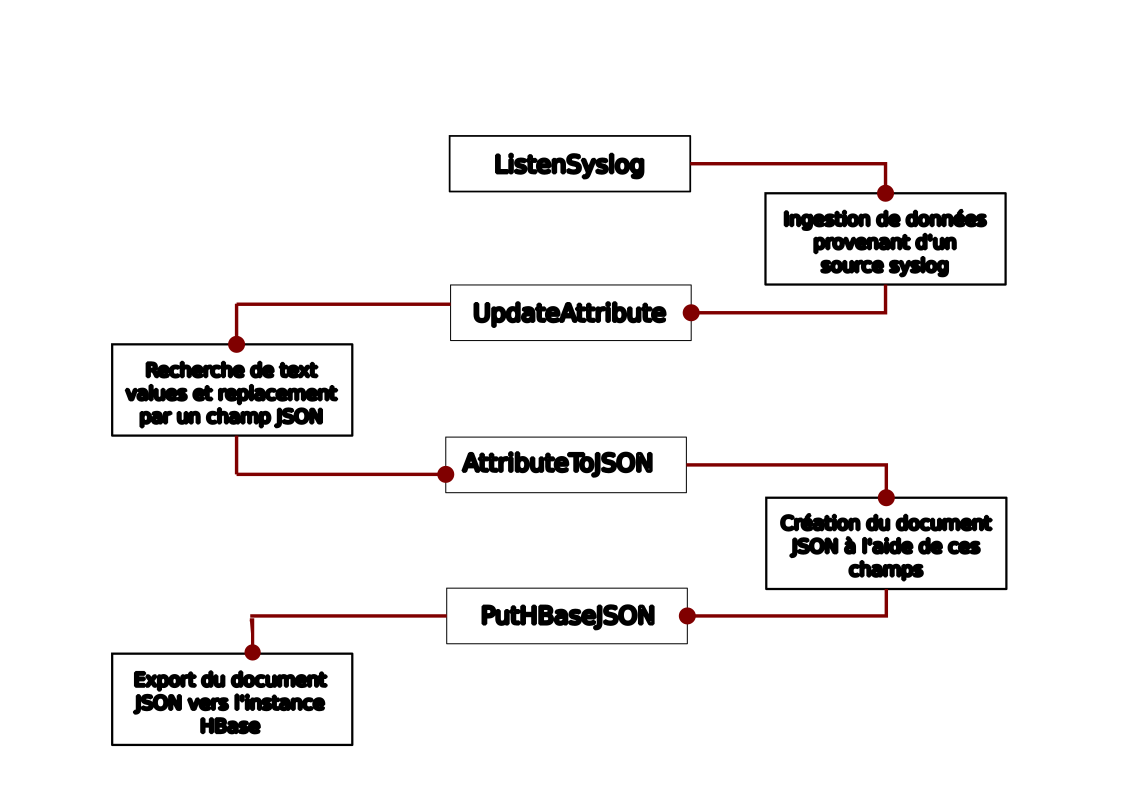 ListenSyslog
Ingestion de données
provenant d'un
source syslog
UpdateAttribute
Recherche de text
values et replacement
par un champ JSON
AttributeToJSON
Création du document
JSON à l'aide de ces
champs
PutHBaseJSON
Export du document
JSON vers l'instance
HBase